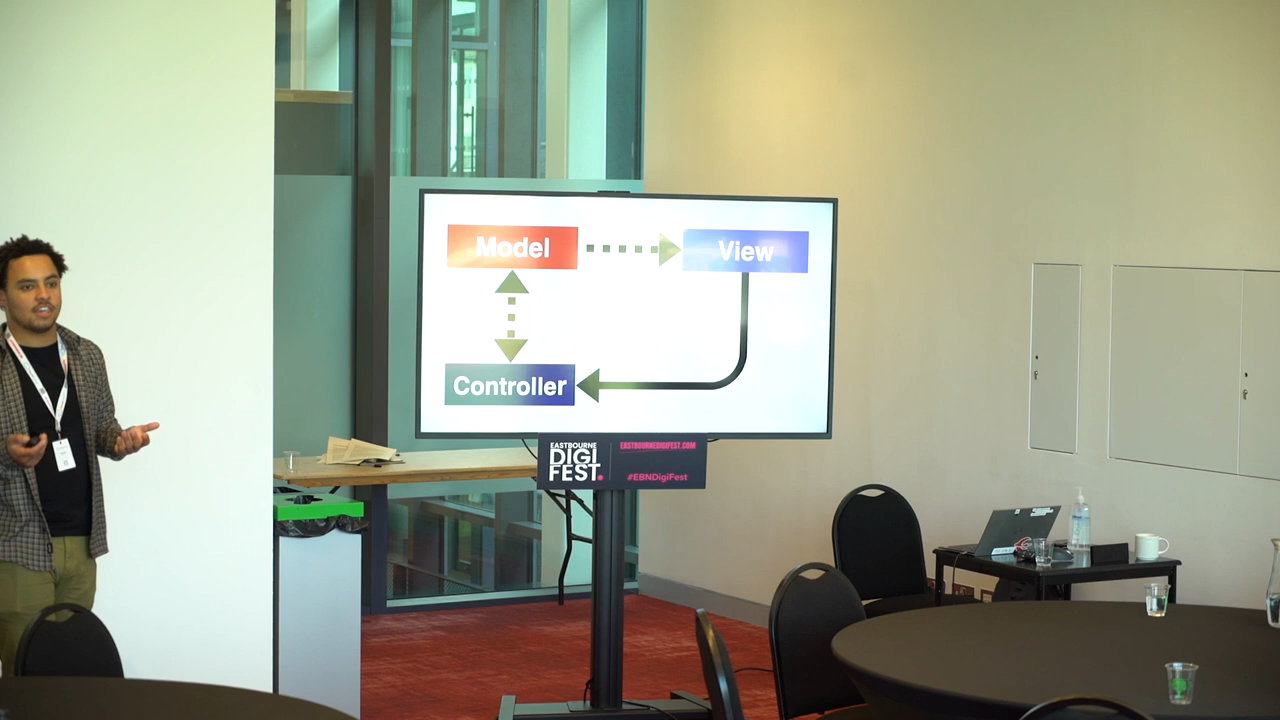 Model
View
Controller
EASTBOURNE
DIGI
FEST.
EASTBOURNEDIGIFEST.COM
#EBNDigiFest